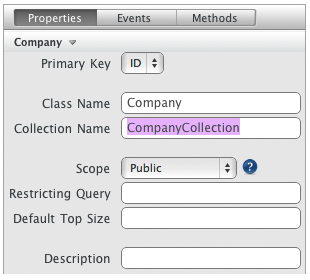 Properties Events Methods
Company
Primary Key ID
Class Name Company
Collection Name CompanyCollection
Scope Public ?
Restricting Query
Default Top Size
Description